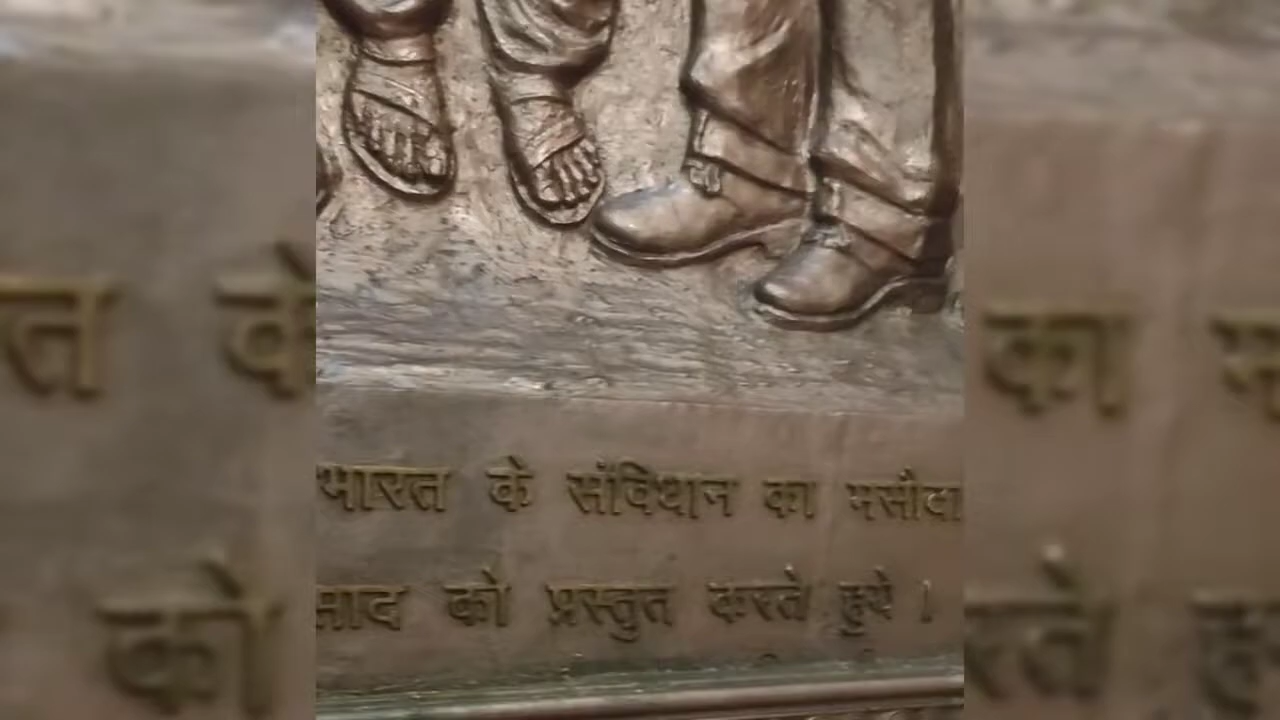 भारत के संविधान का मसौदा
साद को प्रस्तुत करते हुये ।